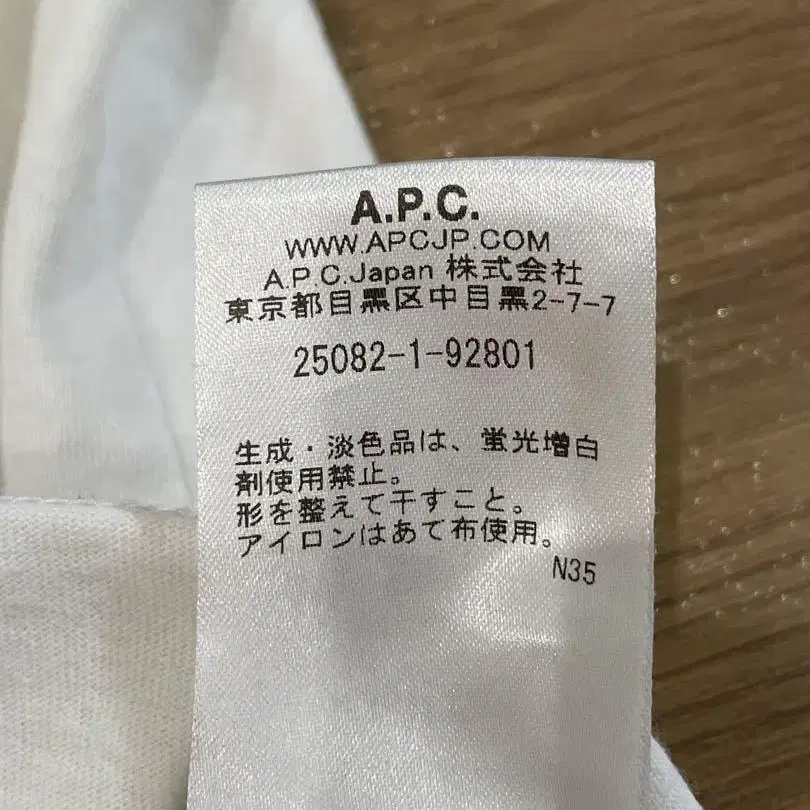 A.P.C.
WWW.APCJP.COM
A.P.C.Japan 株式会社
東京都目黒区中目黒2-7-7
25082-1-92801
生成・淡色品は、蛍光増白
剤使用禁止。
形を整えて干すこと。
アイロンはあて布使用。
N35